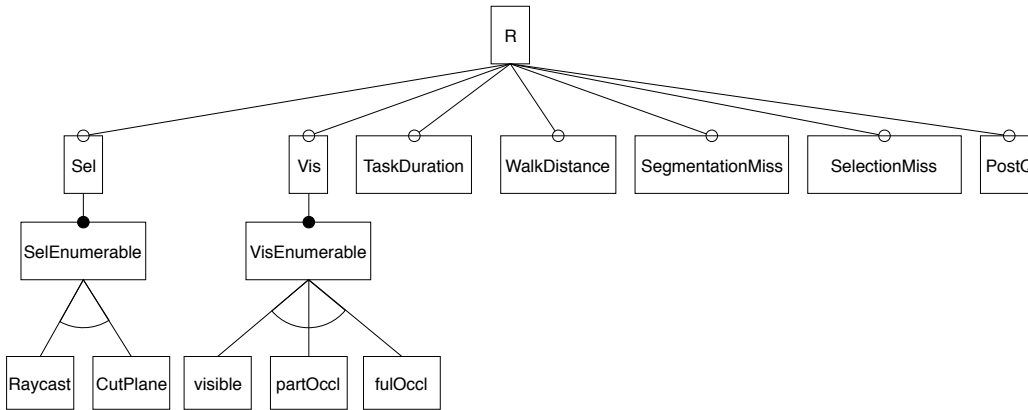 R
Sel
Vis
TaskDuration
WalkDistance
SegmentationMiss
SelectionMiss
SelEnumerable
VisEnumerable
Raycast
CutPlane
visible
partOccl
fulOccl